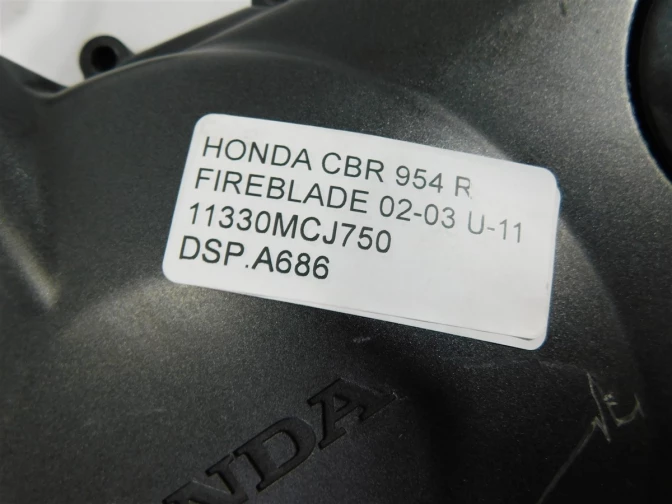 HONDA CBR 954 R
FIREBLADE 02-03 U-11
11330MCJ750
DSP.A686
HONDA